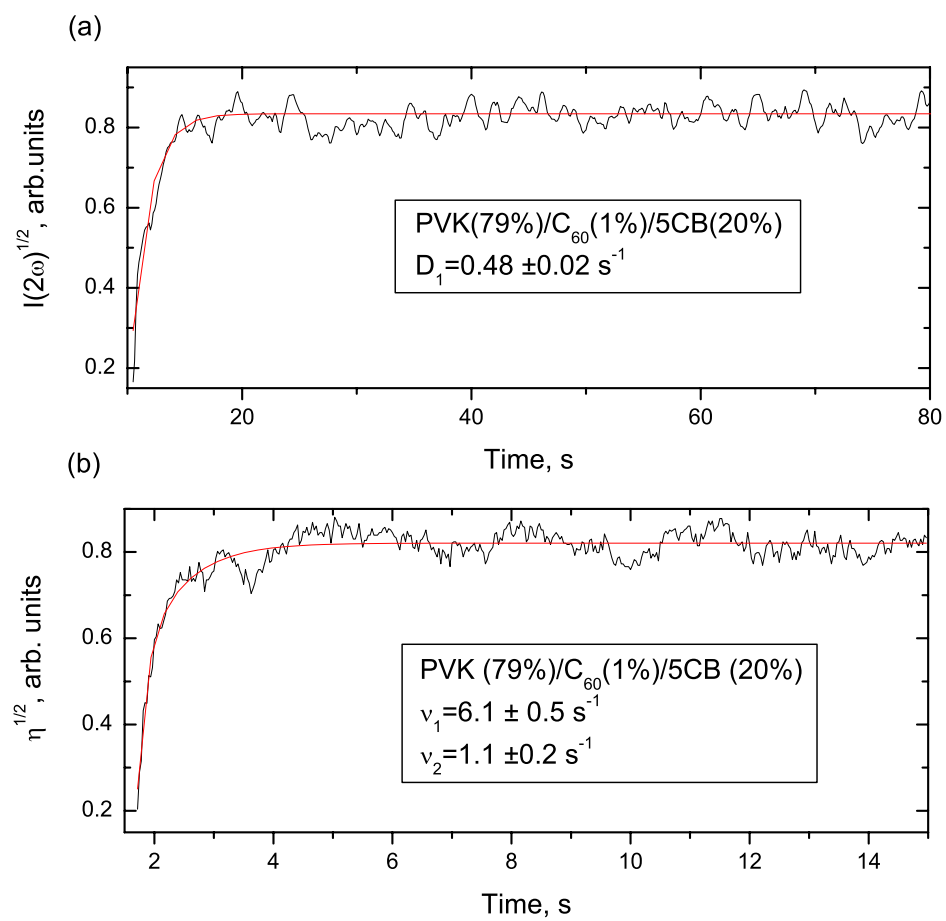 (a)
I(2ω)^1/2, arb.units
0.8
0.6
0.4
0.2
PVK(79%)/C60(1%)/5CB(20%)
D1=0.48 ±0.02 s^-1
20 40 60 80
Time, s
(b)
η^1/2, arb. units
0.8
0.6
0.4
0.2
PVK (79%)/C60(1%)/5CB (20%)
ν1=6.1 ± 0.5 s^-1
ν2=1.1 ±0.2 s^-1
2 4 6 8 10 12 14
Time, s